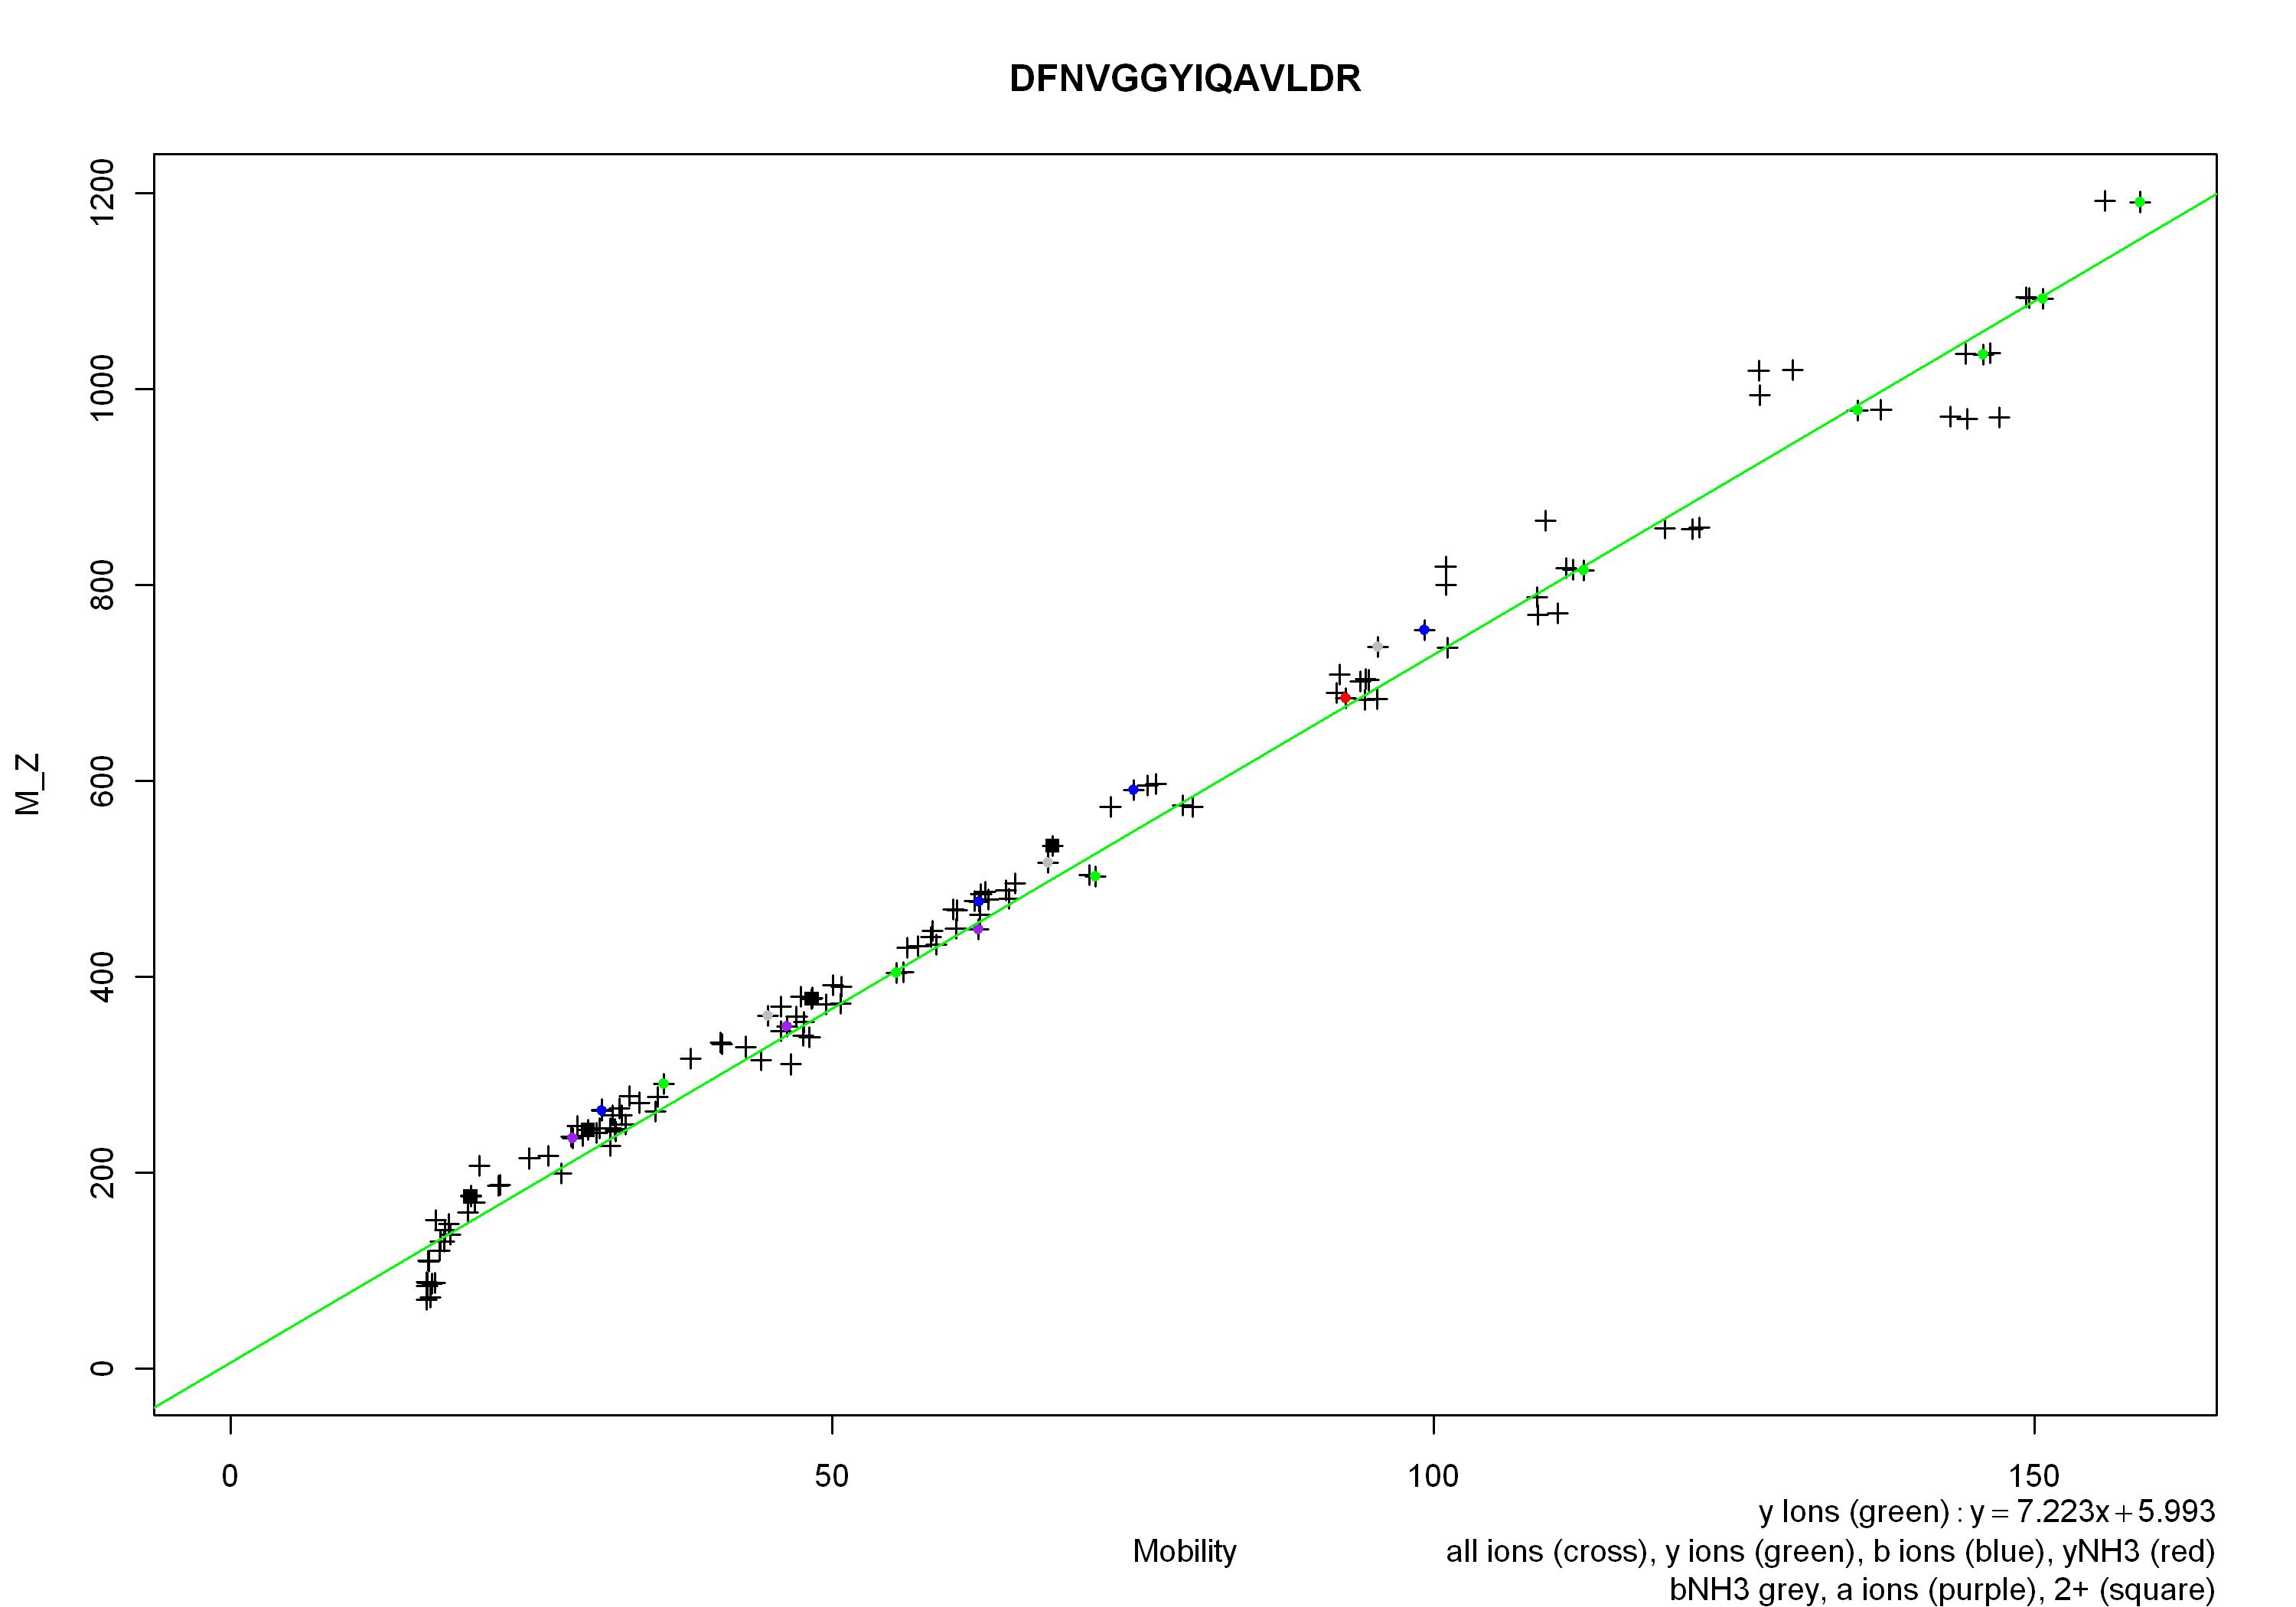 DFNVGGYIQAVLDR
1200
1000
800
600
400
200
0
M_Z
0 50 100 150
y Ions (green) : y = 7.223x + 5.993
Mobility
all ions (cross), y ions (green), b ions (blue), yNH3 (red)
bNH3 grey, a ions (purple), 2+ (square)